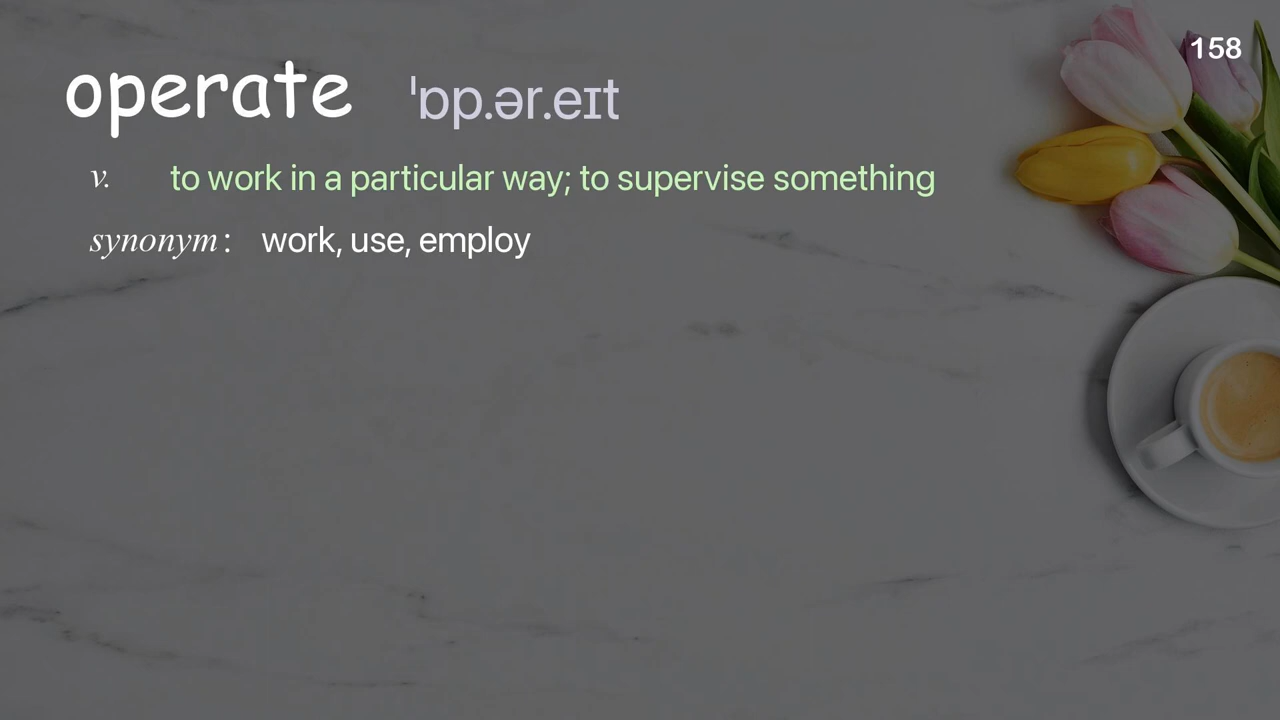 158
operate ˈɒp.ər.eɪt
v. to work in a particular way; to supervise something
synonym: work, use, employ